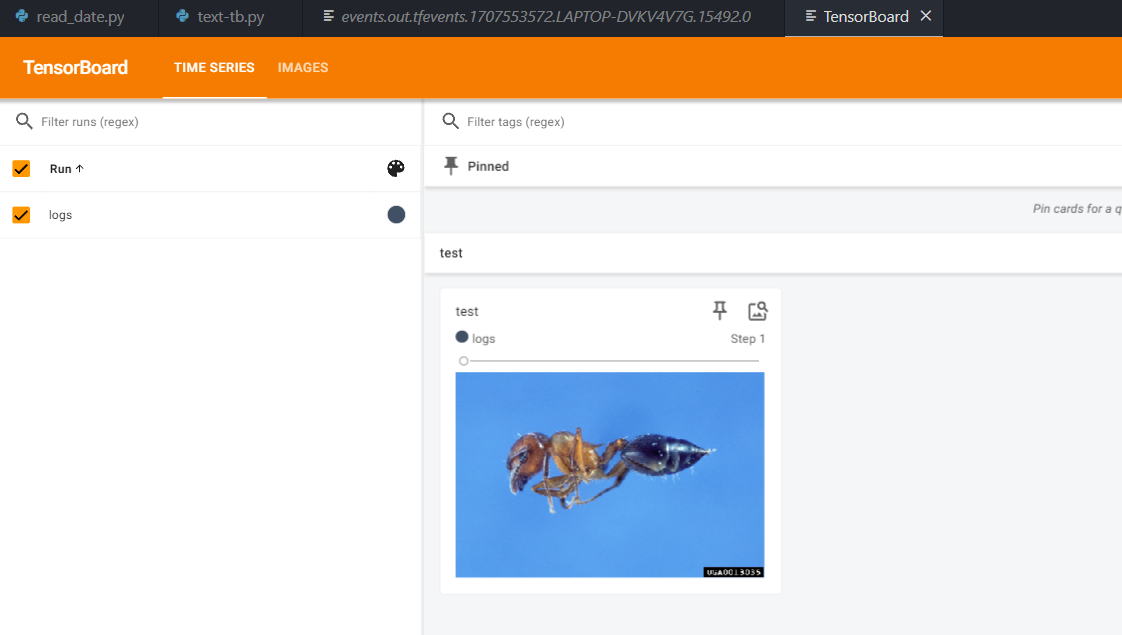 read_date.py text-tb.py events.out.tfevents.1707553572.LAPTOP-DVKV4V7G.15492.0 TensorBoard
TensorBoard TIME SERIES IMAGES
Filter runs (regex) Filter tags (regex)
Run ↑ Pinned
logs Pin cards for a q
test
test
logs Step 1
UGA0013035